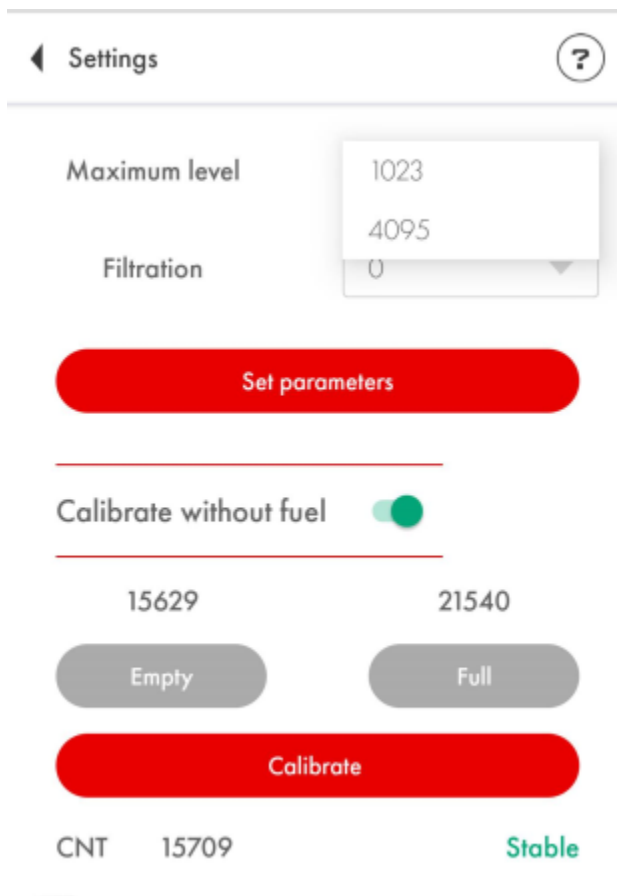 Settings ?
Maximum level 1023
4095
Filtration 0
Set parameters
Calibrate without fuel
15629 21540
Empty Full
Calibrate
CNT 15709 Stable